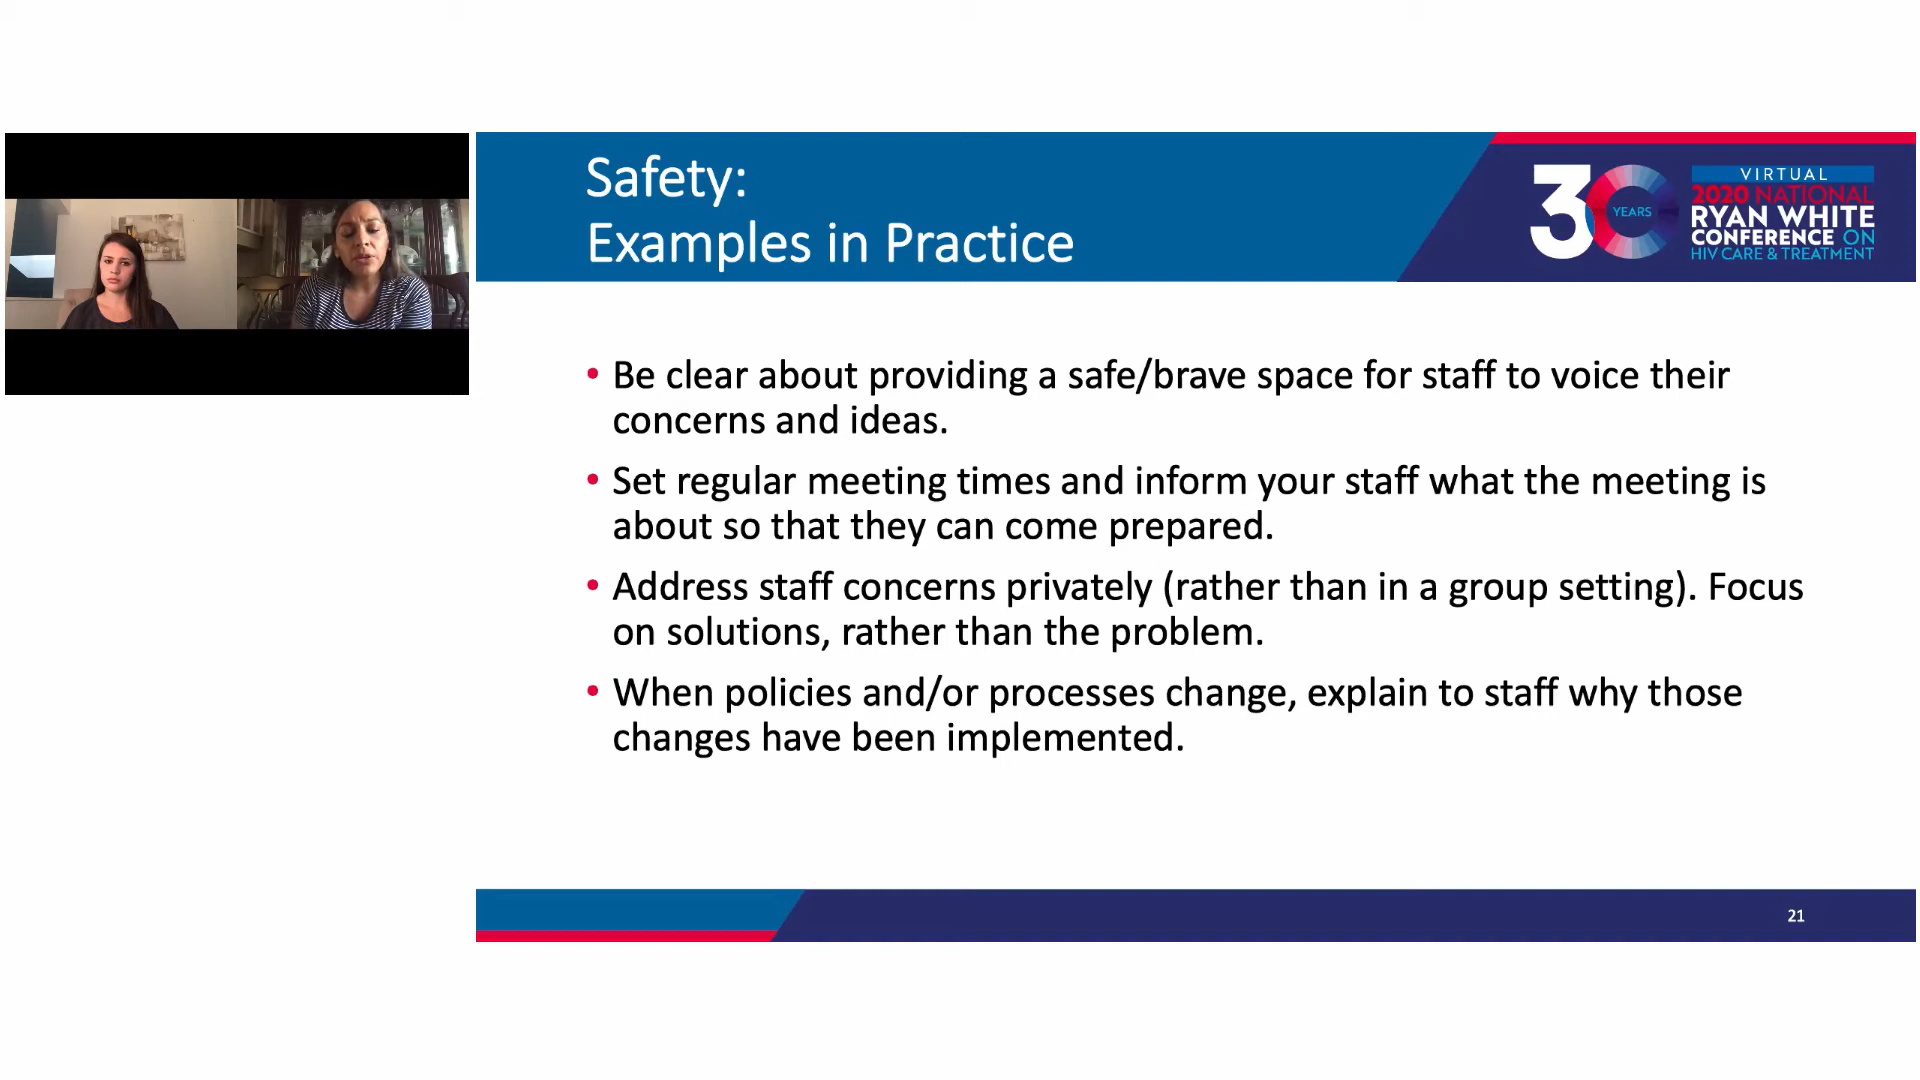 Safety:
Examples in Practice
30
YEARS
VIRTUAL
2020 NATIONAL
RYAN WHITE
CONFERENCE ON
HIV CARE & TREATMENT
• Be clear about providing a safe/brave space for staff to voice their
concerns and ideas.
• Set regular meeting times and inform your staff what the meeting is
about so that they can come prepared.
• Address staff concerns privately (rather than in a group setting). Focus
on solutions, rather than the problem.
• When policies and/or processes change, explain to staff why those
changes have been implemented.
21